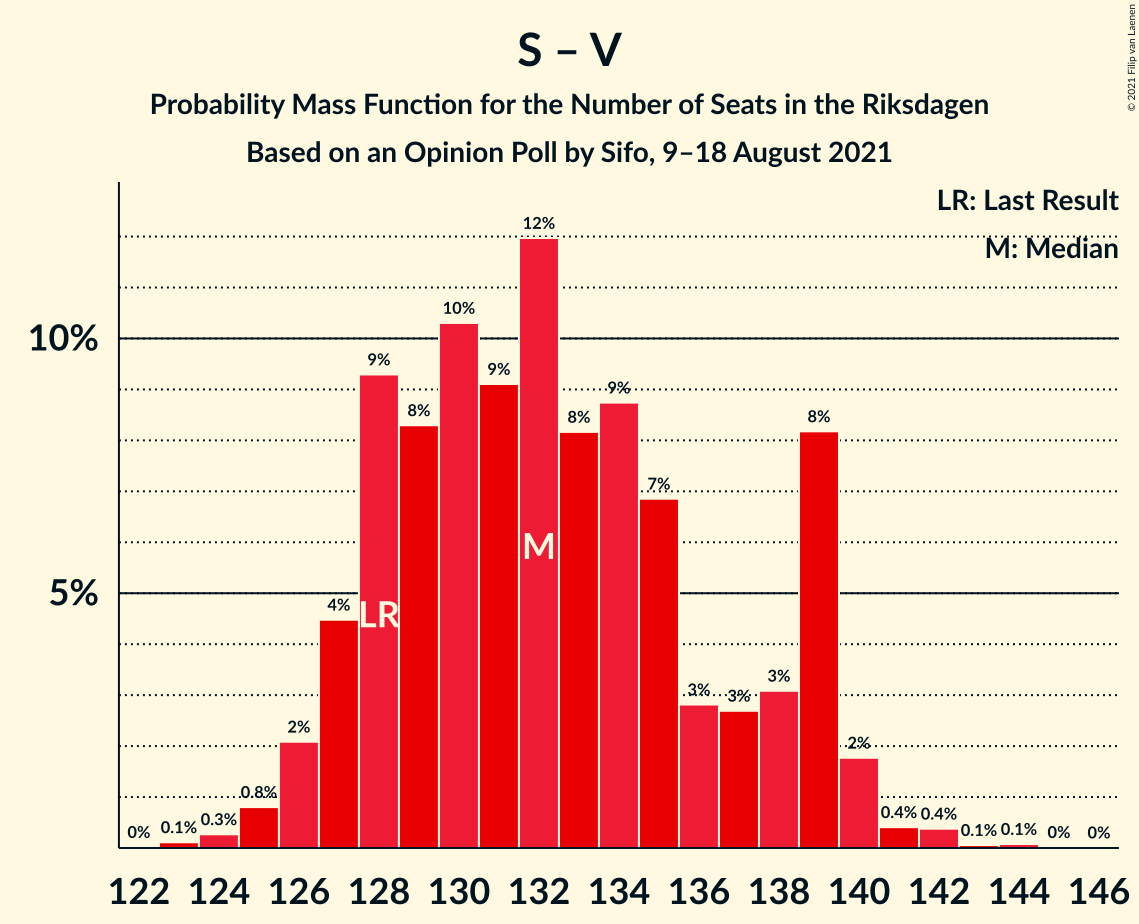 S – V
Probability Mass Function for the Number of Seats in the Riksdagen
Based on an Opinion Poll by Sifo, 9–18 August 2021
© 2021 Filip van Laenen
LR: Last Result
M: Median
10%
5%
0% 0.1% 0.3% 0.8% 2% 4% 9% 8% 10% 9% 12% 8% 9% 7% 3% 3% 3% 8% 2% 0.4% 0.4% 0.1% 0.1% 0% 0%
LR
M
122 124 126 128 130 132 134 136 138 140 142 144 146